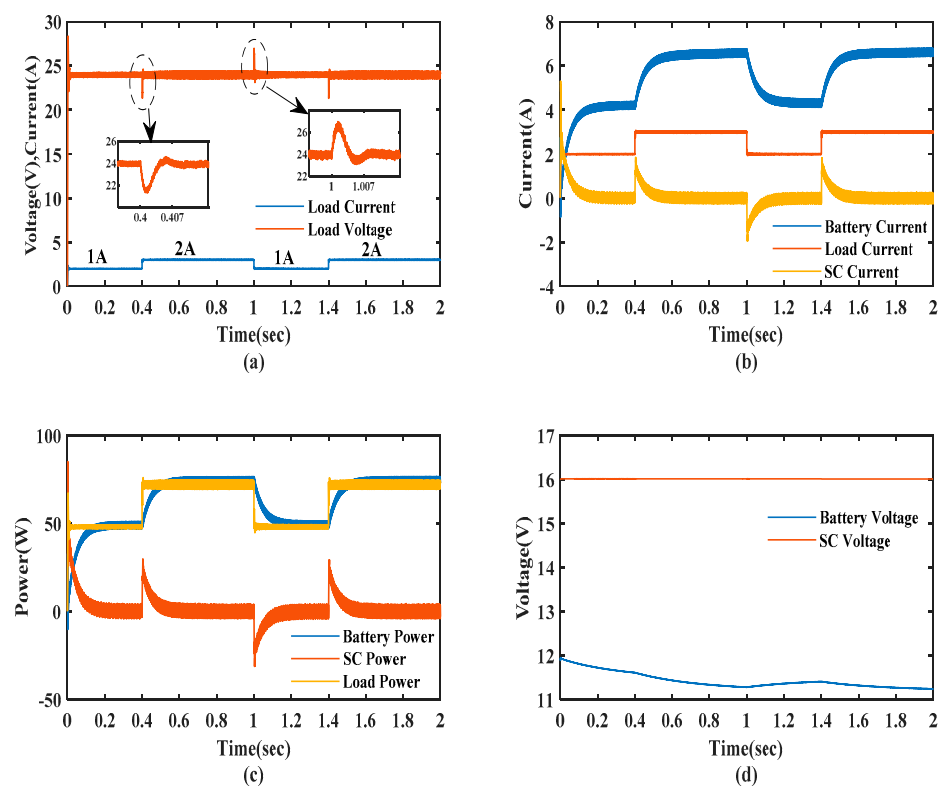 30
25
20
15
10
5
0
Voltage(V),Current(A)
26
24
22
0.4 0.407
26
24
22
1 1.007
Load Current
Load Voltage
1A 2A 1A 2A
0 0.2 0.4 0.6 0.8 1 1.2 1.4 1.6 1.8 2
Time(sec)
(a)
8
6
4
2
0
-2
-4
Current(A)
Battery Current
Load Current
SC Current
0 0.2 0.4 0.6 0.8 1 1.2 1.4 1.6 1.8 2
Time(sec)
(b)
100
50
0
-50
Power(W)
Battery Power
SC Power
Load Power
0 0.2 0.4 0.6 0.8 1 1.2 1.4 1.6 1.8 2
Time(sec)
(c)
17
16
15
14
13
12
11
Voltage(V)
Battery Voltage
SC Voltage
0 0.2 0.4 0.6 0.8 1 1.2 1.4 1.6 1.8 2
Time(sec)
(d)